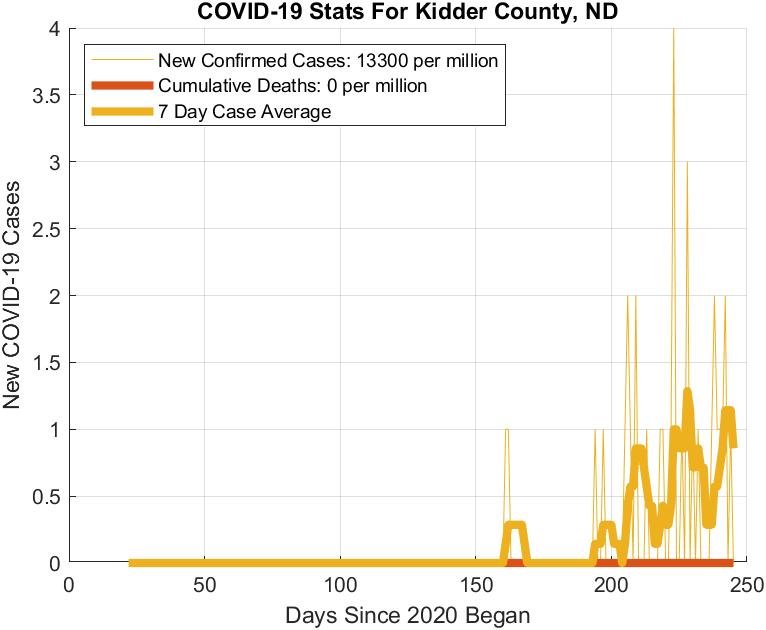 COVID-19 Stats For Kidder County, ND
New Confirmed Cases: 13300 per million
Cumulative Deaths: 0 per million
7 Day Case Average
4
3.5
3
2.5
2
1.5
1
0.5
0
New COVID-19 Cases
0 50 100 150 200 250
Days Since 2020 Began